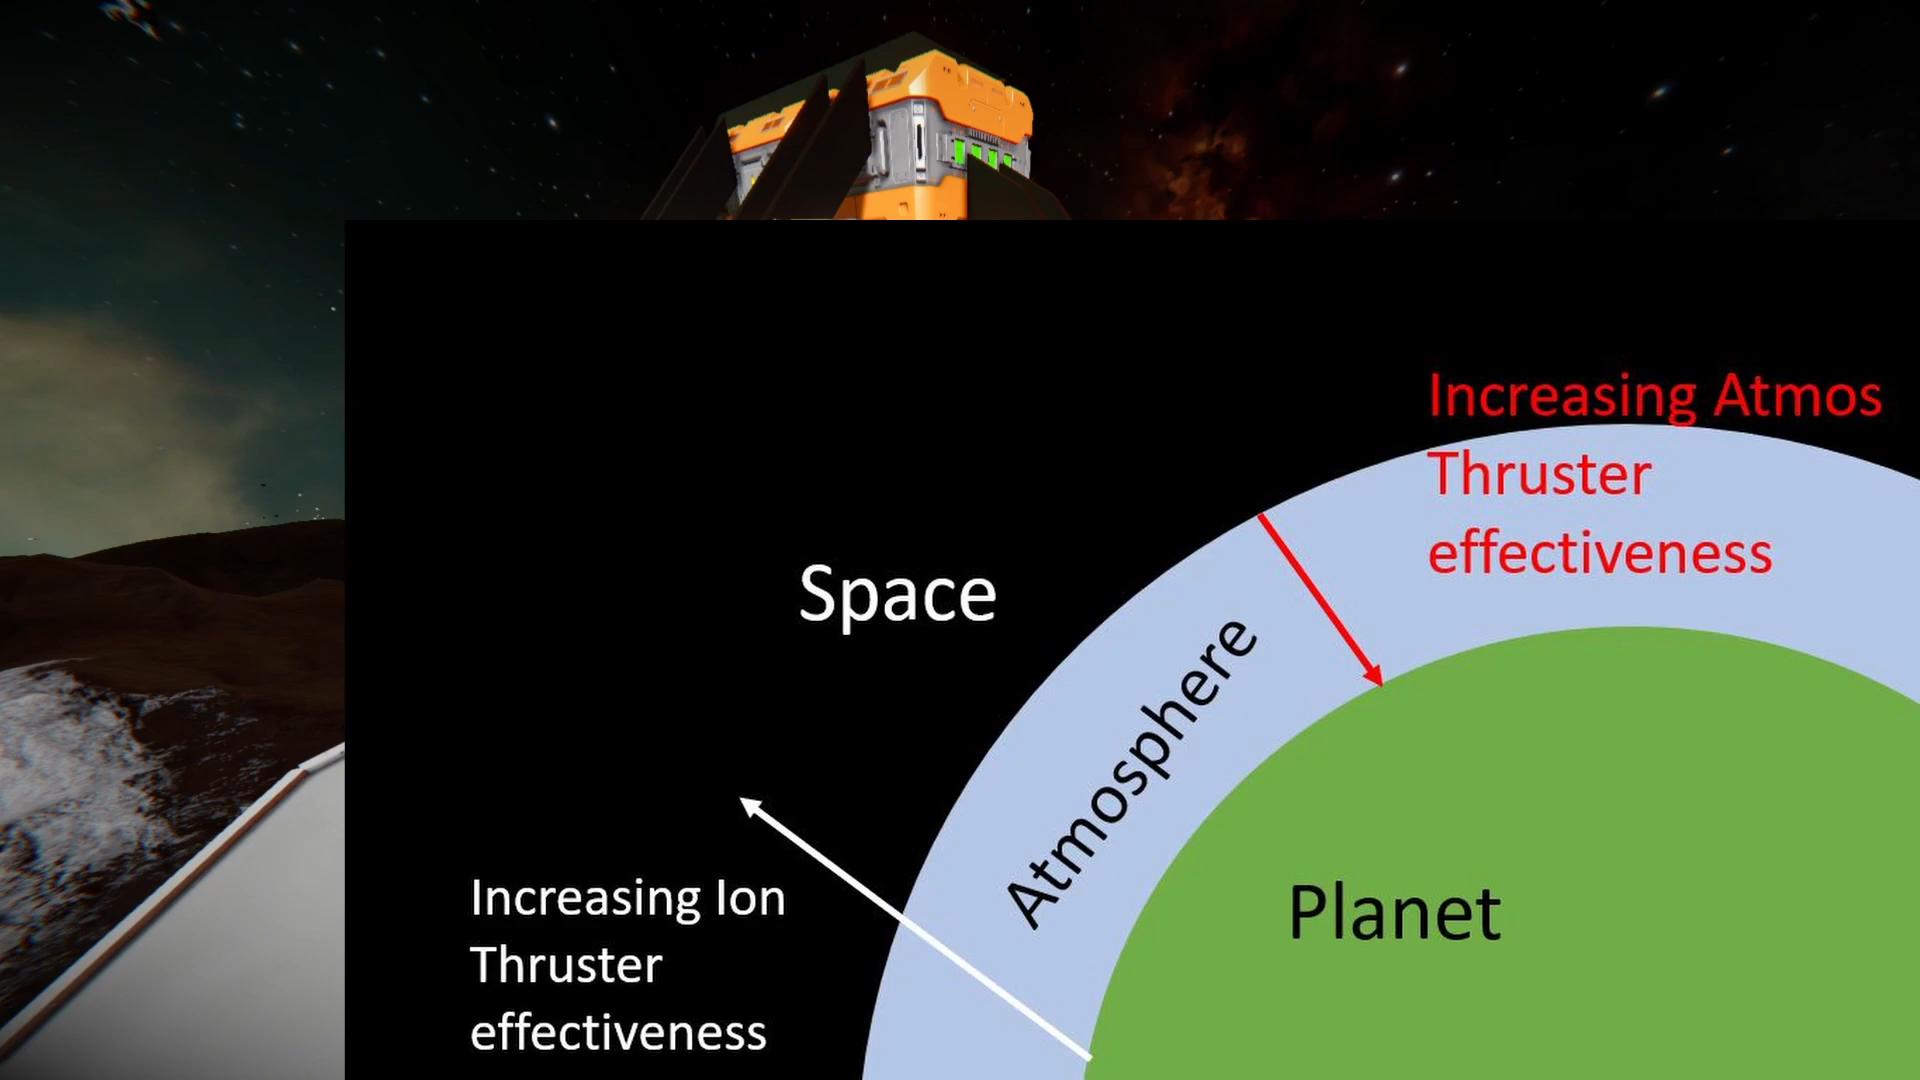 Increasing Atmos
Thruster
effectiveness
Space
Atmosphere
Increasing Ion
Thruster
effectiveness
Planet